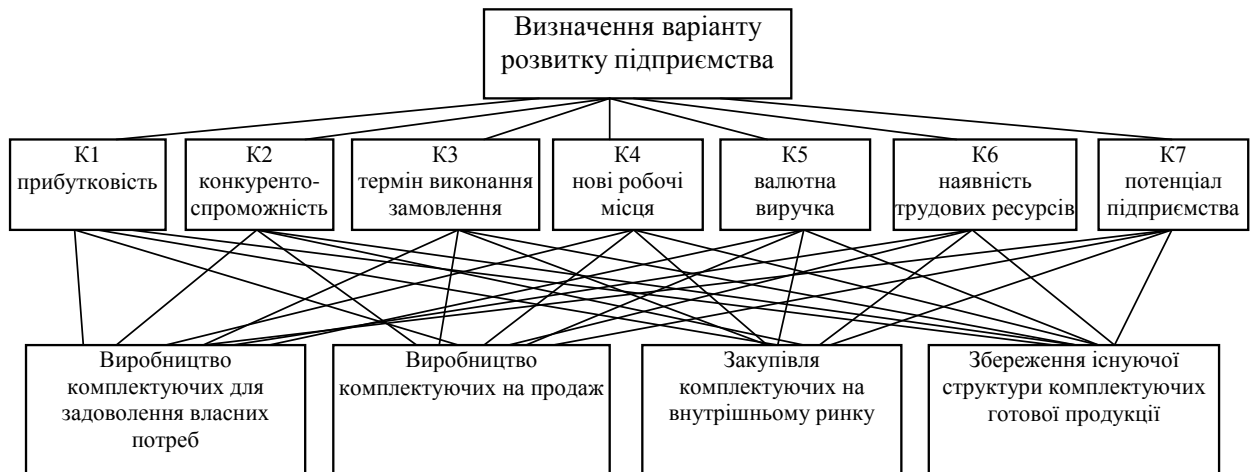 Визначення варіанту
розвитку підприємства
К1
прибутковість
К2
конкуренто-
спроможність
К3
термін виконання
замовлення
К4
нові робочі
місця
К5
валютна
виручка
К6
наявність
трудових ресурсів
К7
потенціал
підприємства
Виробництво
комплектуючих для
задоволення власних
потреб
Виробництво
комплектуючих на продаж
Закупівля
комплектуючих на
внутрішньому ринку
Збереження існуючої
структури комплектуючих
готової продукції